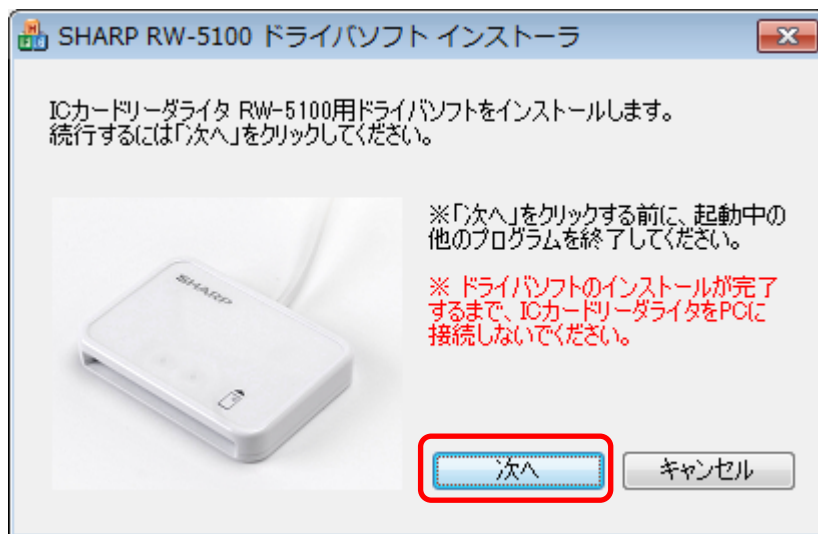 SHARP RW-5100 ドライバソフト インストーラ
ICカードリーダライタ RW-5100用ドライバソフトをインストールします。
続行するには「次へ」をクリックしてください。
SHARP
※「次へ」をクリックする前に、起動中の
他のプログラムを終了してください。
※ ドライバソフトのインストールが完了
するまで、ICカードリーダライタをPCに
接続しないでください。
次へ
キャンセル